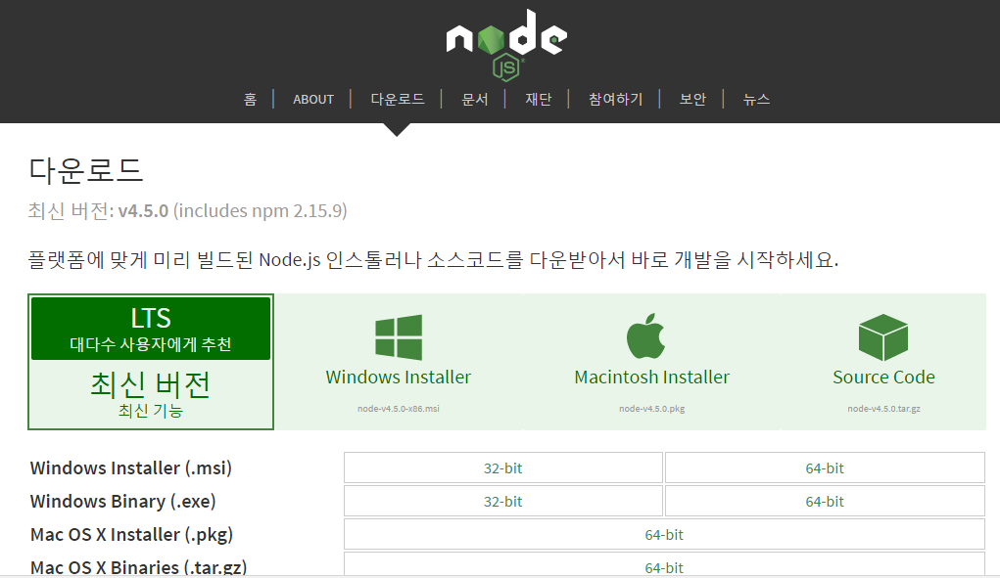 node
JS
홈 | ABOUT | 다운로드 | 문서 | 재단 | 참여하기 | 보안 | 뉴스
다운로드
최신 버전: v4.5.0 (includes npm 2.15.9)
플랫폼에 맞게 미리 빌드된 Node.js 인스톨러나 소스코드를 다운받아서 바로 개발을 시작하세요.
LTS
대다수 사용자에게 추천
최신 버전
최신 기능
Windows Installer
node-v4.5.0-x86.msi
Macintosh Installer
node-v4.5.0.pkg
Source Code
node-v4.5.0.tar.gz
Windows Installer (.msi) 32-bit 64-bit
Windows Binary (.exe) 32-bit 64-bit
Mac OS X Installer (.pkg) 64-bit
Mac OS X Binaries (.tar.gz) 64-bit